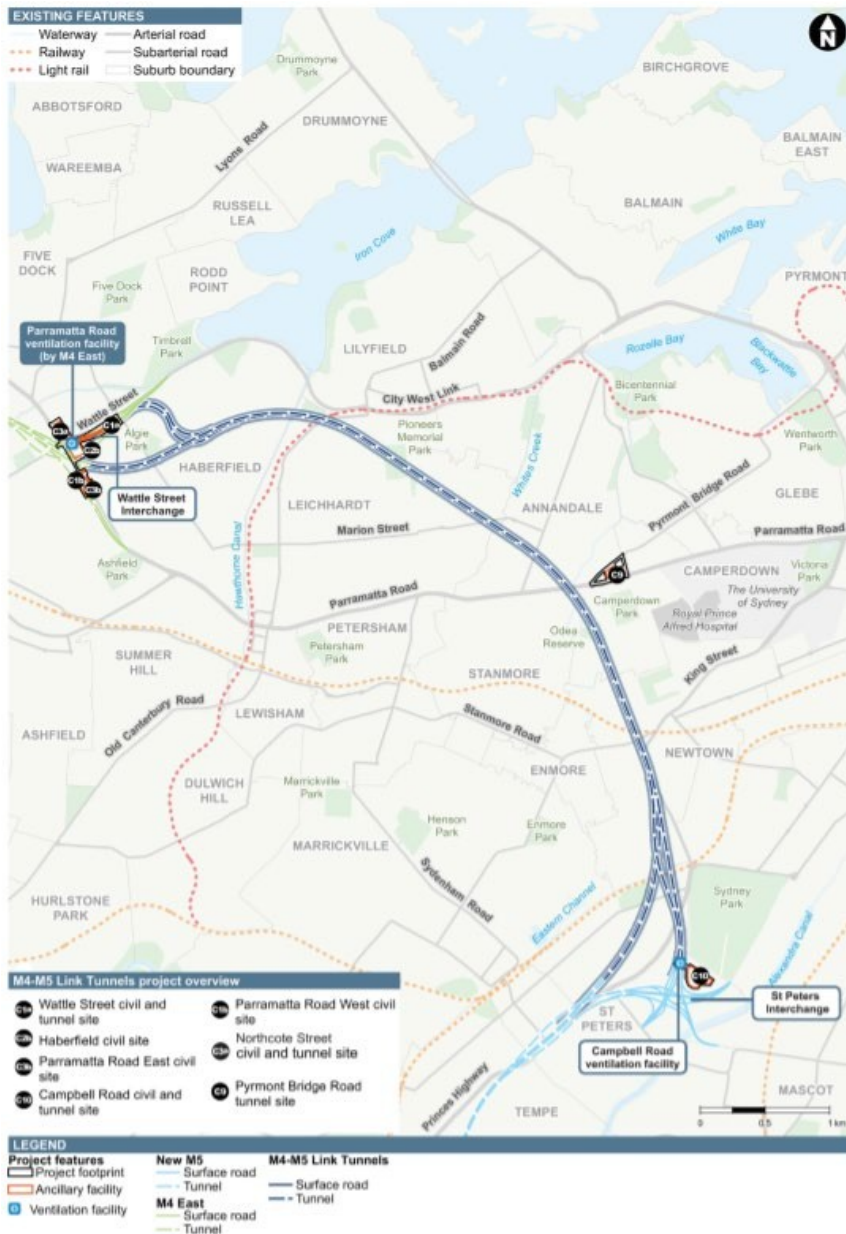 EXISTING FEATURES
Waterway
Arterial road
Railway
Subarterial road
Light rail
Suburb boundary
N
Drummoyne
Park
BIRCHGROVE
ABBOTSFORD
DRUMMOYNE
Lyons Road
BALMAIN
EAST
WAREEMBA
RUSSELL
LEA
BALMAIN
Iron Cove
White Bay
FIVE
DOCK
RODD
POINT
PYRMONT
Five Dock
Park
Parramatta Road
ventilation facility
(by M4 East)
Timbrell
Park
LILYFIELD
Balmain Road
Rozelle Bay
Blackwattle
Bay
City West Link
Bicentennial
Park
Wattle Street
Algie
Park
Pioneers
Memorial
Park
Whites Creek
Wentworth
Park
C1b
HABERFIELD
Wattle Street
Interchange
LEICHHARDT
ANNANDALE
Pyrmont Bridge Road
GLEBE
Marion Street
Parramatta Road
Hawthorne Canal
Ashfield
Park
C9
CAMPERDOWN
Victoria
Park
The University
of Sydney
Parramatta Road
Camperdown
Park
Royal Prince
Alfred Hospital
PETERSHAM
Odea
Reserve
King Street
SUMMER
HILL
Petersham
Park
STANMORE
Old Canterbury Road
LEWISHAM
Stanmore Road
ASHFIELD
NEWTOWN
DULWICH
HILL
ENMORE
Marrickville
Park
Henson
Park
Enmore
Park
MARRICKVILLE
Sydenham Road
Sydney
Park
HURLSTONE
PARK
Eastern Channel
Alexandra Canal
C10
M4-M5 Link Tunnels project overview
Wattle Street civil and
tunnel site
Parramatta Road West civil
site
Haberfield civil site
Northcote Street
civil and tunnel site
Parramatta Road East civil
site
Campbell Road civil and
tunnel site
C9
Pyrmont Bridge Road
tunnel site
ST
PETERS
St Peters
Interchange
Campbell Road
ventilation facility
Princes Highway
TEMPE
MASCOT
0 0.5 1 km
LEGEND
Project features
Project footprint
Ancillary facility
Ventilation facility
New M5
Surface road
Tunnel
M4 East
Surface road
Tunnel
M4-M5 Link Tunnels
Surface road
Tunnel